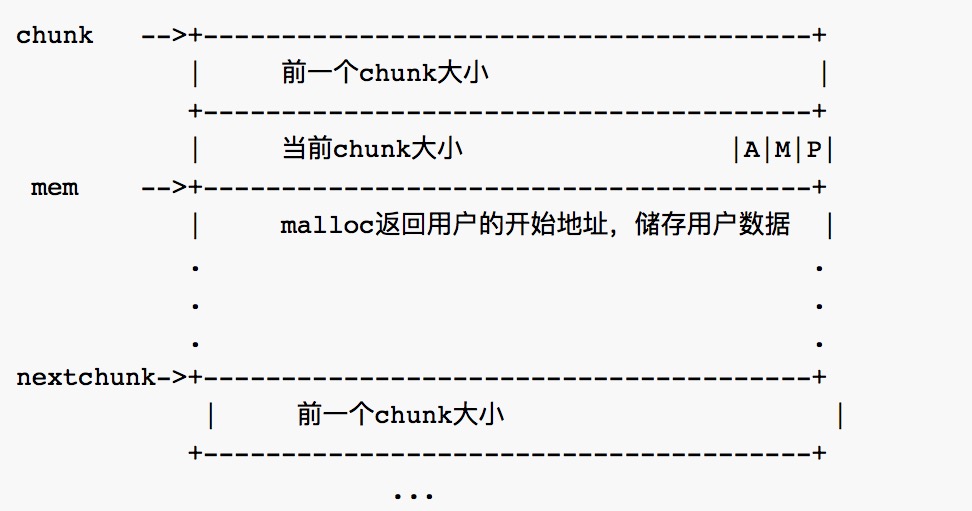 chunk   -->+---------------------------------------+
           |     前一个chunk大小                     |
           +---------------------------------------+
           |     当前chunk大小                 |A|M|P|
 mem    -->+---------------------------------------+
           |     malloc返回用户的开始地址，储存用户数据  |
           .                                       .
           .                                       .
           .                                       .
nextchunk->+---------------------------------------+
            |     前一个chunk大小                     |
           +---------------------------------------+
                        ...